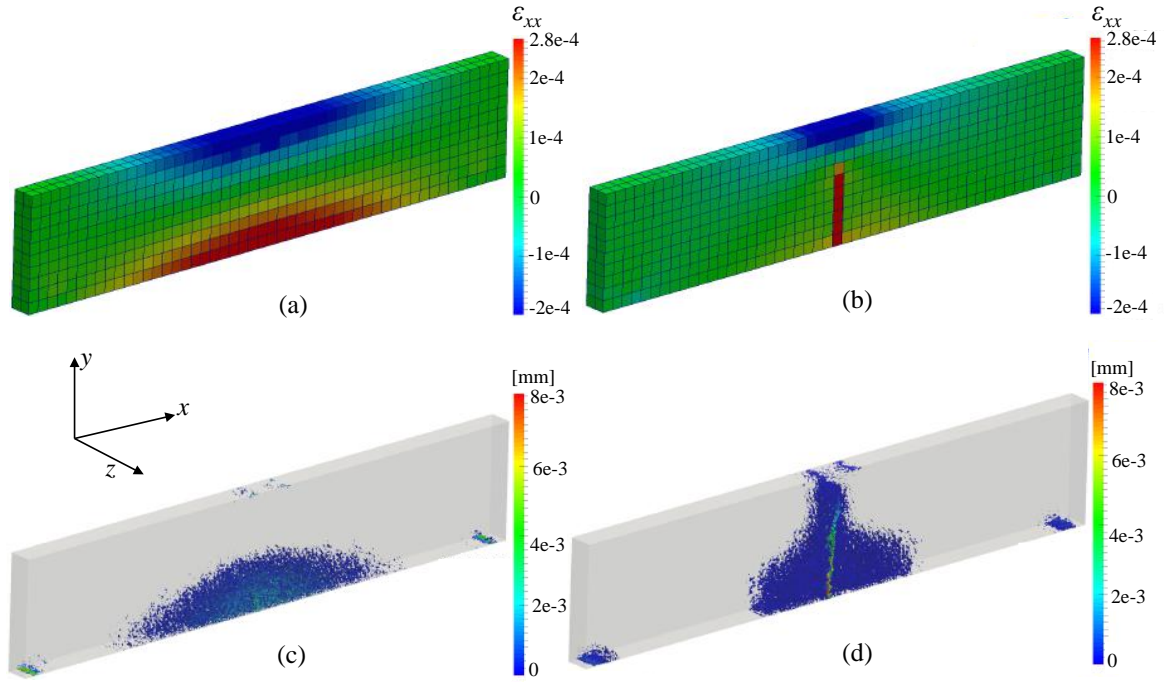 εxx
2.8e-4
2e-4
1e-4
0
-1e-4
-2e-4
(a)
εxx
2.8e-4
2e-4
1e-4
0
-1e-4
-2e-4
(b)
y
x
z
[mm]
8e-3
6e-3
4e-3
2e-3
0
(c)
[mm]
8e-3
6e-3
4e-3
2e-3
0
(d)